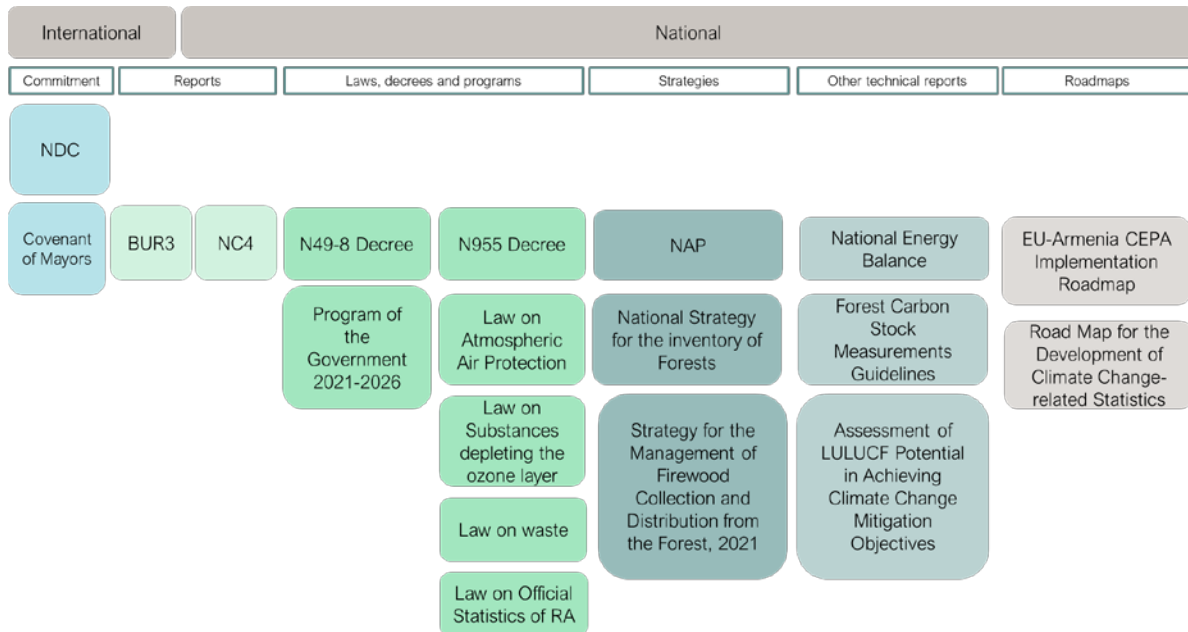 International
National
Commitment
Reports
Laws, decrees and programs
Strategies
Other technical reports
Roadmaps
NDC
Covenant
of Mayors
BUR3
NC4
N49-8 Decree
Program of
the
Government
2021-2026
N955 Decree
Law on
Atmospheric
Air Protection
Law on
Substances
depleting the
ozone layer
Law on waste
Law on Official
Statistics of RA
NAP
National Strategy
for the inventory of
Forests
Strategy for the
Management of
Firewood
Collection and
Distribution from
the Forest, 2021
National Energy
Balance
Forest Carbon
Stock
Measurements
Guidelines
Assessment of
LULUCF Potential
in Achieving
Climate Change
Mitigation
Objectives
EU-Armenia CEPA
Implementation
Roadmap
Road Map for the
Development of
Climate Change-
related Statistics